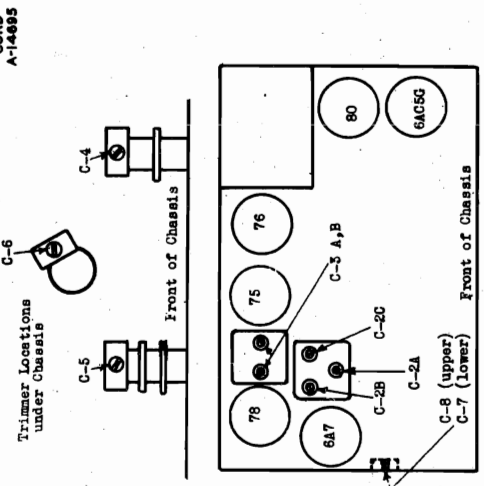 A-14695
C-6
Trimmer Locations
under Chassis
C-5
C-4
Front of Chassis
78
75
76
80
6A7
6AC5G
C-3 A,B
C-2B
C-2A
C-2C
C-8 (upper)
C-7 (lower)
Front of Chassis